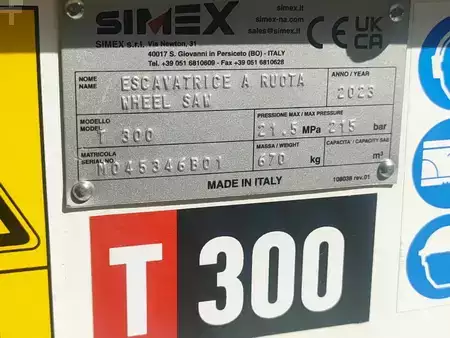 SIMEX
simex.it
simex-na.com
sales@simex.it
CE UK CA
SIMEX s.r.l. Via Newton, 31
40017 S. Giovanni in Persiceto (BO) - ITALY
Tel. +39 051 6810609 - Fax +39 051 6810628
NOME NAME ESCAVATRICE A RUOTA WHEEL SAW
ANNO / YEAR 2023
MODELLO MODEL T 300
PRESSIONE MAX / MAX PRESSURE 21.5 MPa 215 bar
MATRICOLA SERIAL NO. M045346B01
MASSA / WEIGHT 670 kg
CAPACITA' / CAPACITY SAE m³
MADE IN ITALY
108038 rev.01
T 300